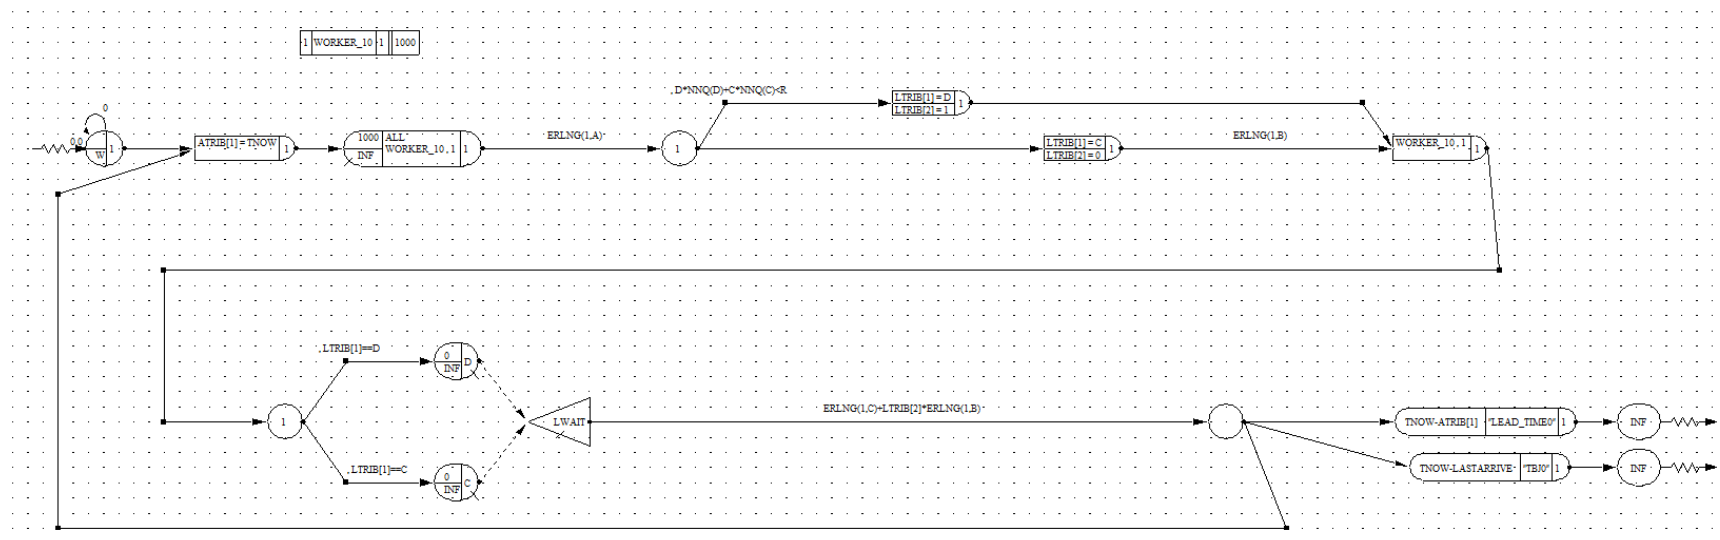 1 WORKER_10 1 1000
, D*NNQ(D)+C*NNQ(C)<R
LTRIB[1] = D
LTRIB[2] = 1
1
0
0,0
1
W
ATRIB[1] = TNOW 1
1000 ALL
INF WORKER_10, 1 1
ERLNG(1,A)
1
LTRIB[1] = C
LTRIB[2] = 0
1
ERLNG(1,B)
WORKER_10, 1 1
, LTRIB[1]==D
0
INF
D
1
LWAIT
, LTRIB[1]==C
0
INF
C
ERLNG(1,C)+LTRIB[2]*ERLNG(1,B)
TNOW-ATRIB[1] "LEAD_TIME0" 1
INF
TNOW-LASTARRIVE "TBJ0" 1
INF